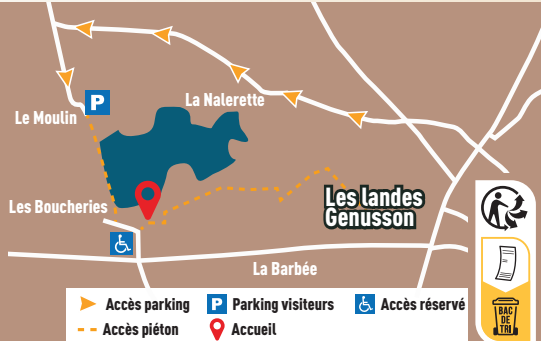 P
La Nalerette
Le Moulin
Les landes
Genusson
Les Boucheries
La Barbée
Accès parking
P Parking visiteurs
Accès réservé
Accès piéton
Accueil
BAC
DE
TRI